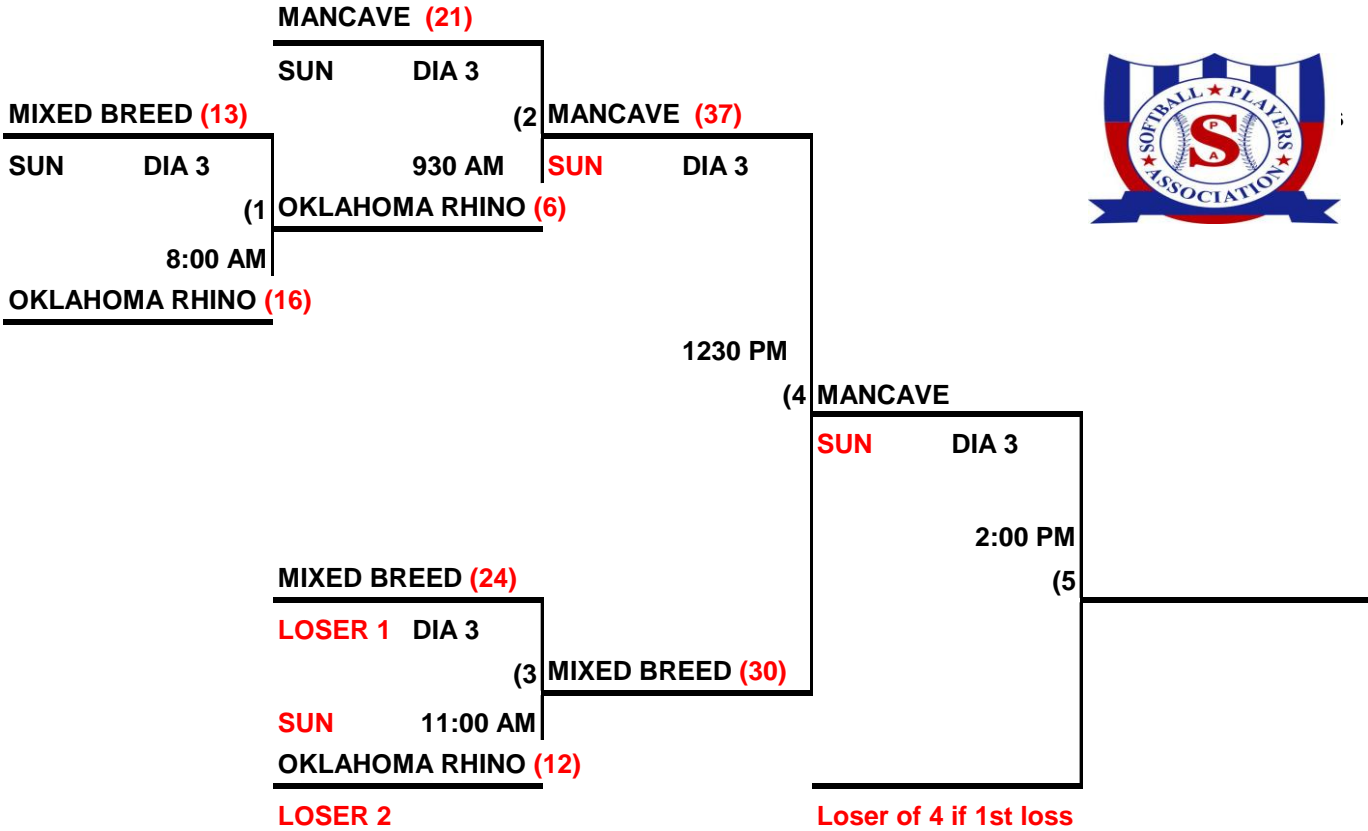 MANCAVE (21)
SUN DIA 3
MIXED BREED (13)
(2 MANCAVE (37)
SUN DIA 3
930 AM
SUN DIA 3
(1 OKLAHOMA RHINO (6)
8:00 AM
OKLAHOMA RHINO (16)
1230 PM
(4 MANCAVE
SUN DIA 3
2:00 PM
MIXED BREED (24)
(5
LOSER 1 DIA 3
(3 MIXED BREED (30)
SUN 11:00 AM
OKLAHOMA RHINO (12)
LOSER 2
Loser of 4 if 1st loss
SOFTBALL ★ PLAYERS
P
S
A
★ ASSOCIATION ★